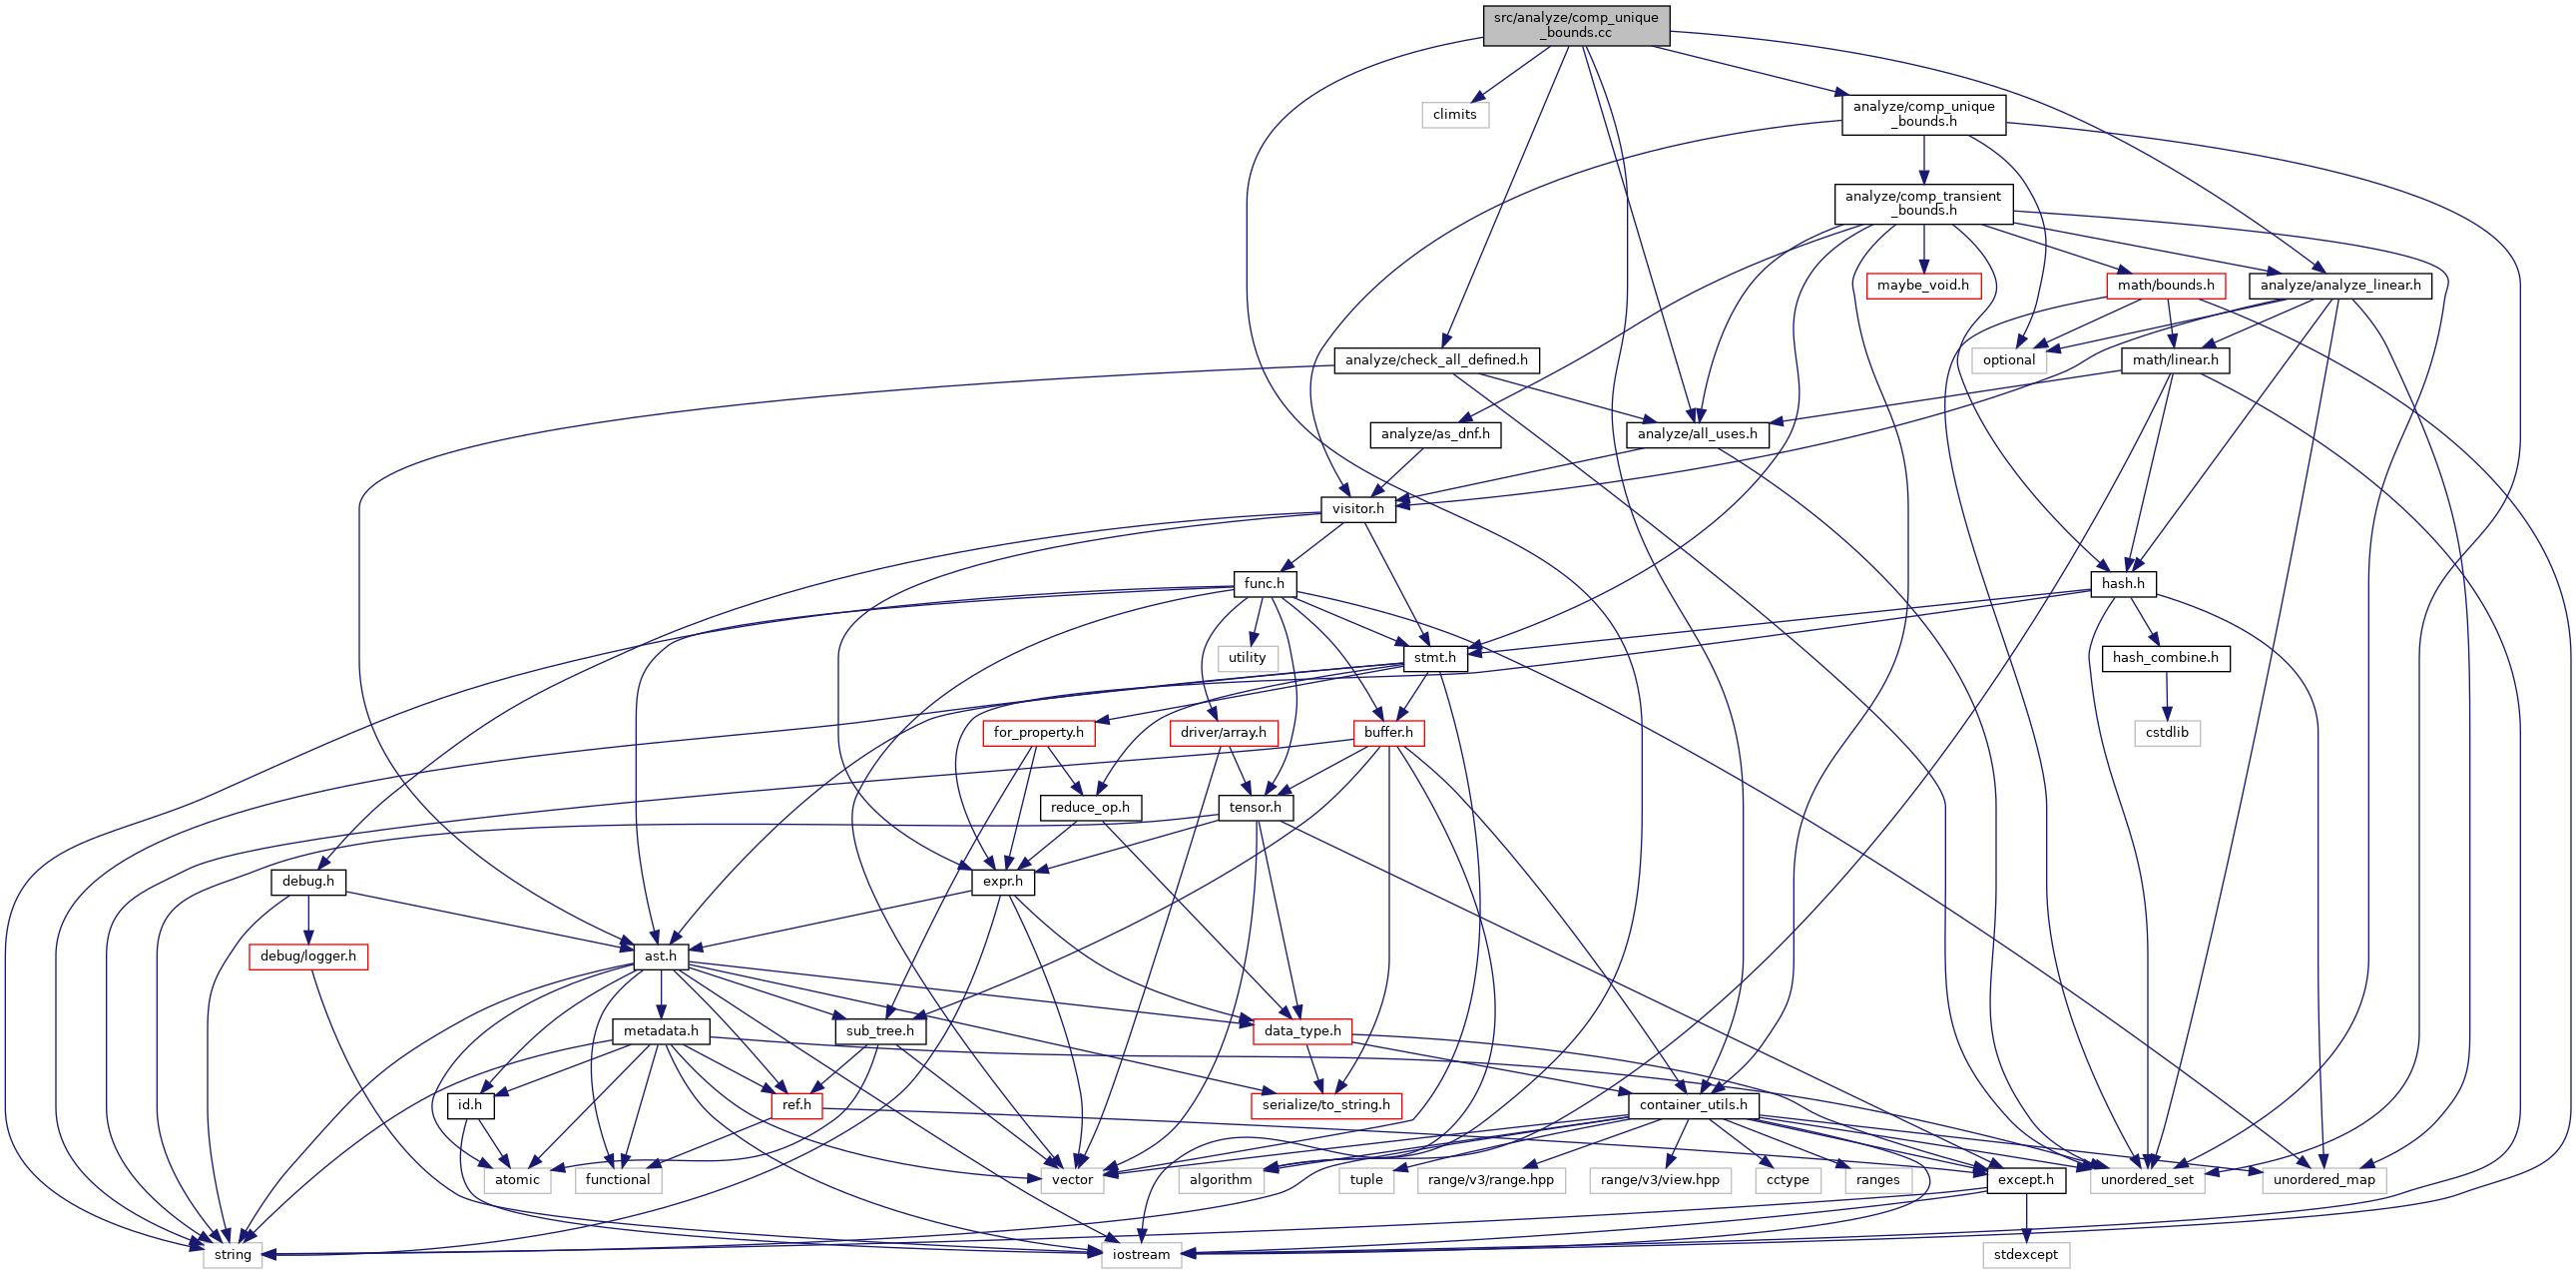 src/analyze/comp_unique
_bounds.cc
climits
analyze/comp_unique
_bounds.h
analyze/comp_transient
_bounds.h
maybe_void.h
math/bounds.h
analyze/analyze_linear.h
analyze/check_all_defined.h
optional
math/linear.h
analyze/as_dnf.h
analyze/all_uses.h
visitor.h
func.h
hash.h
utility
stmt.h
hash_combine.h
for_property.h
driver/array.h
buffer.h
cstdlib
reduce_op.h
tensor.h
debug.h
expr.h
debug/logger.h
ast.h
metadata.h
sub_tree.h
data_type.h
id.h
ref.h
serialize/to_string.h
container_utils.h
atomic
functional
vector
algorithm
tuple
range/v3/range.hpp
range/v3/view.hpp
cctype
ranges
except.h
unordered_set
unordered_map
string
iostream
stdexcept